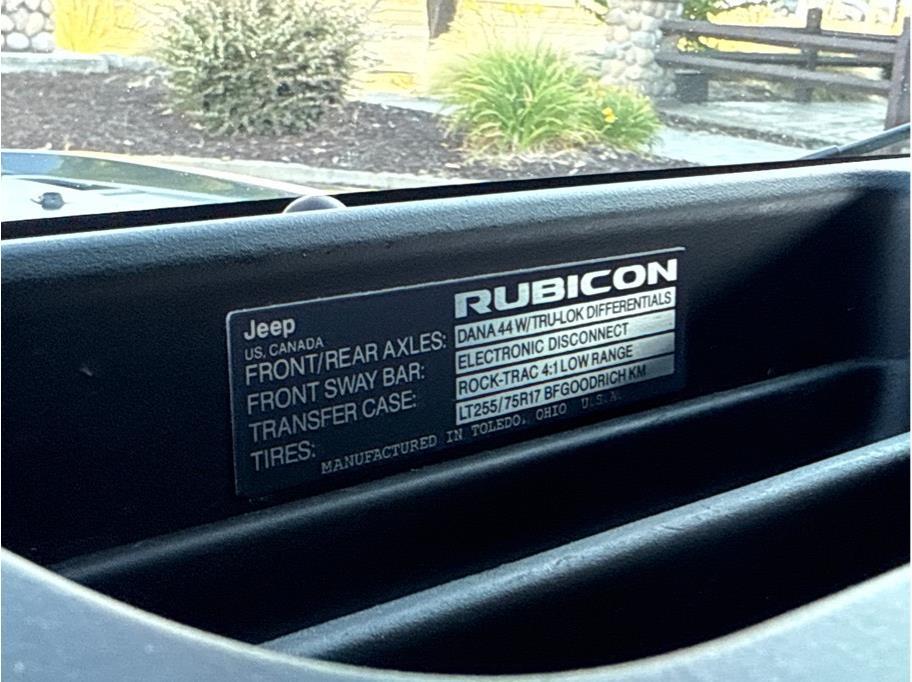 Jeep
US, CANADA
RUBICON
FRONT/REAR AXLES: DANA 44 W/TRU-LOK DIFFERENTIALS
FRONT SWAY BAR: ELECTRONIC DISCONNECT
TRANSFER CASE: ROCK-TRAC 4:1 LOW RANGE
TIRES: LT255/75R17 BFGOODRICH KM
MANUFACTURED IN TOLEDO, OHIO U.S.A.